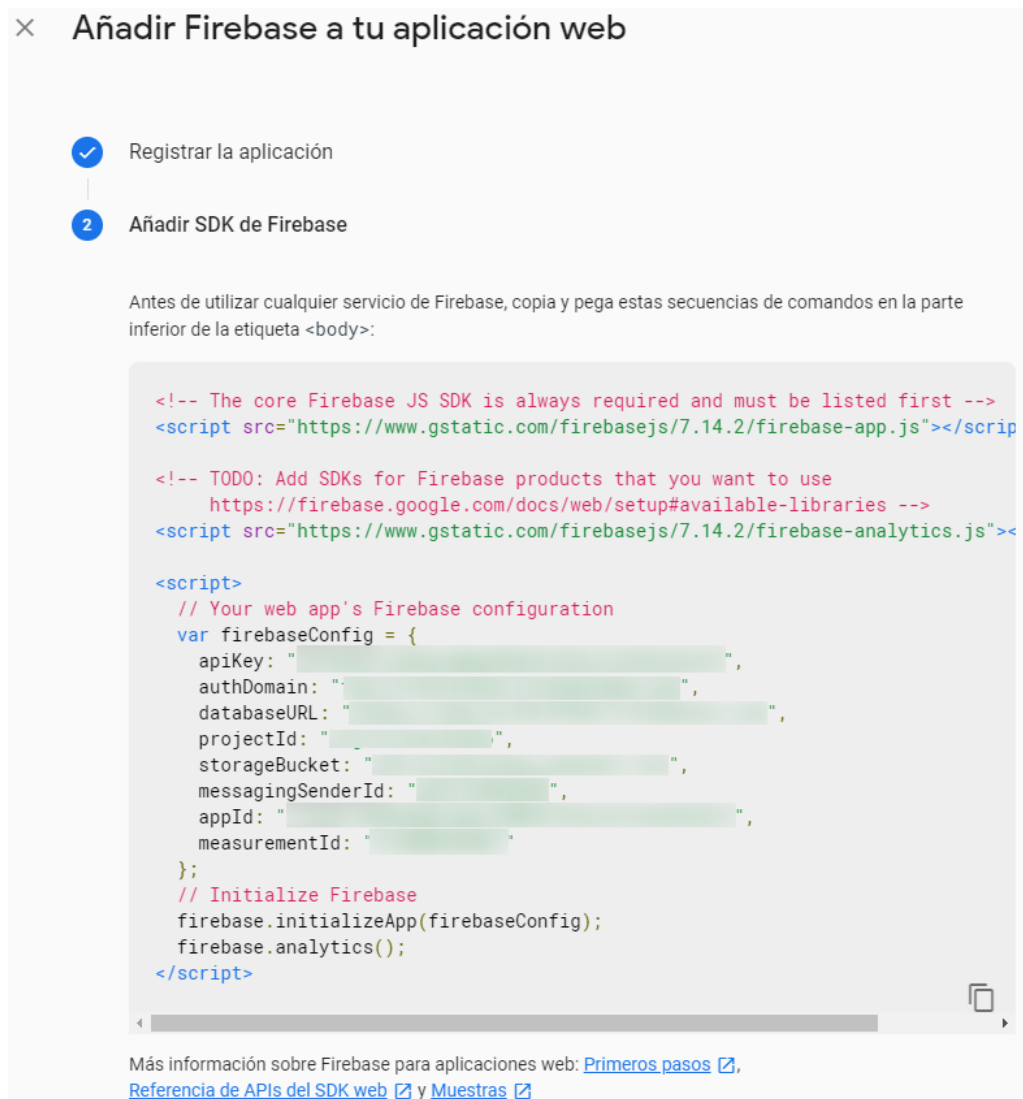 Añadir Firebase a tu aplicación web
Registrar la aplicación
2 Añadir SDK de Firebase
Antes de utilizar cualquier servicio de Firebase, copia y pega estas secuencias de comandos en la parte
inferior de la etiqueta <body>:
<!-- The core Firebase JS SDK is always required and must be listed first -->
<script src="https://www.gstatic.com/firebasejs/7.14.2/firebase-app.js"></scrip
<!-- TODO: Add SDKs for Firebase products that you want to use
https://firebase.google.com/docs/web/setup#available-libraries -->
<script src="https://www.gstatic.com/firebasejs/7.14.2/firebase-analytics.js"><
<script>
// Your web app's Firebase configuration
var firebaseConfig = {
apiKey: "",
authDomain: "",
databaseURL: "",
projectId: "",
storageBucket: "",
messagingSenderId: "",
appId: "",
measurementId: ""
};
// Initialize Firebase
firebase.initializeApp(firebaseConfig);
firebase.analytics();
</script>
Más información sobre Firebase para aplicaciones web: Primeros pasos,
Referencia de APIs del SDK web y Muestras